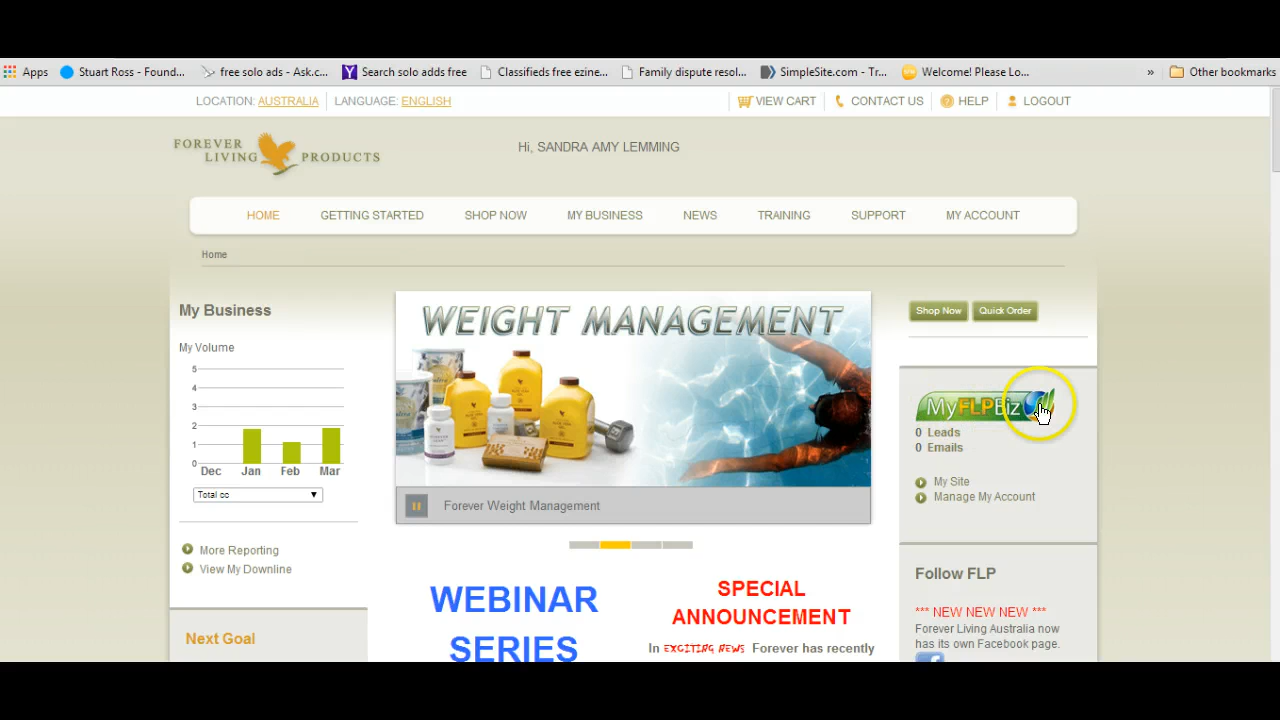 Apps Stuart Ross - Found... free solo ads - Ask.c... Search solo adds free Classifieds free ezine... Family dispute resol... SimpleSite.com - Tr... Welcome! Please Lo... » Other bookmarks
LOCATION: AUSTRALIA LANGUAGE: ENGLISH VIEW CART CONTACT US HELP LOGOUT
FOREVER
LIVING PRODUCTS
Hi, SANDRA AMY LEMMING
HOME GETTING STARTED SHOP NOW MY BUSINESS NEWS TRAINING SUPPORT MY ACCOUNT
Home
My Business
My Volume
5
4
3
2
1
0
Dec Jan Feb Mar
Total cc
More Reporting
View My Downline
Next Goal
WEIGHT MANAGEMENT
Forever Weight Management
WEBINAR
SERIES
SPECIAL
ANNOUNCEMENT
In EXCITING NEWS Forever has recently
Shop Now Quick Order
MyFLPBiz
0 Leads
0 Emails
My Site
Manage My Account
Follow FLP
*** NEW NEW NEW ***
Forever Living Australia now
has its own Facebook page.